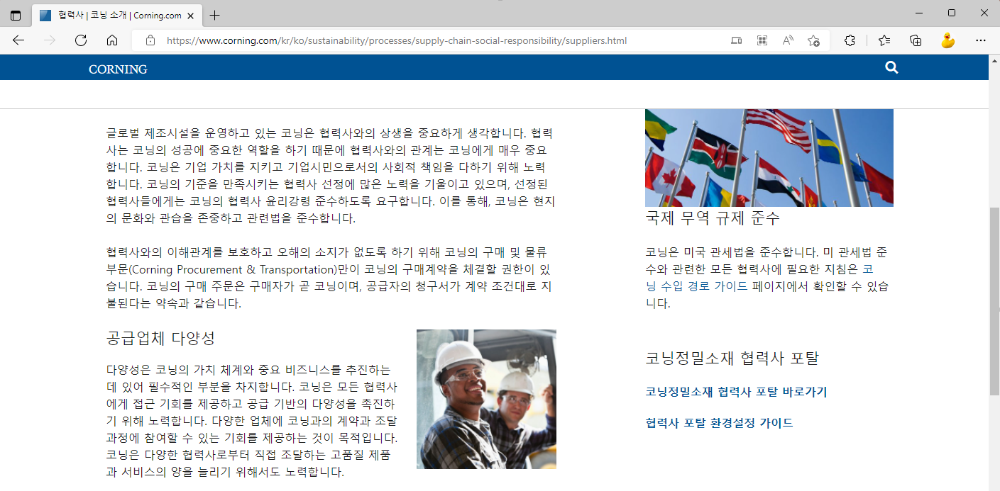 협력사 | 코닝 소개 | Corning.com
https://www.corning.com/kr/ko/sustainability/processes/supply-chain-social-responsibility/suppliers.html
CORNING
글로벌 제조시설을 운영하고 있는 코닝은 협력사와의 상생을 중요하게 생각합니다. 협력
사는 코닝의 성공에 중요한 역할을 하기 때문에 협력사와의 관계는 코닝에게 매우 중요
합니다. 코닝은 기업 가치를 지키고 기업시민으로서의 사회적 책임을 다하기 위해 노력
합니다. 코닝의 기준을 만족시키는 협력사 선정에 많은 노력을 기울이고 있으며, 선정된
협력사들에게는 코닝의 협력사 윤리강령 준수하도록 요구합니다. 이를 통해, 코닝은 현지
의 문화와 관습을 존중하고 관련법을 준수합니다.
협력사와의 이해관계를 보호하고 오해의 소지가 없도록 하기 위해 코닝의 구매 및 물류
부문(Corning Procurement & Transportation)만이 코닝의 구매계약을 체결할 권한이 있
습니다. 코닝의 구매 주문은 구매자가 곧 코닝이며, 공급자의 청구서가 계약 조건대로 지
불된다는 약속과 같습니다.
공급업체 다양성
다양성은 코닝의 가치 체계와 중요 비즈니스를 추진하는
데 있어 필수적인 부분을 차지합니다. 코닝은 모든 협력사
에게 접근 기회를 제공하고 공급 기반의 다양성을 촉진하
기 위해 노력합니다. 다양한 업체에 코닝과의 계약과 조달
과정에 참여할 수 있는 기회를 제공하는 것이 목적입니다.
코닝은 다양한 협력사로부터 직접 조달하는 고품질 제품
과 서비스의 양을 늘리기 위해서도 노력합니다.
국제 무역 규제 준수
코닝은 미국 관세법을 준수합니다. 미 관세법 준
수와 관련한 모든 협력사에 필요한 지침은 코
닝 수입 경로 가이드 페이지에서 확인할 수 있습
니다.
코닝정밀소재 협력사 포탈
코닝정밀소재 협력사 포탈 바로가기
협력사 포탈 환경설정 가이드